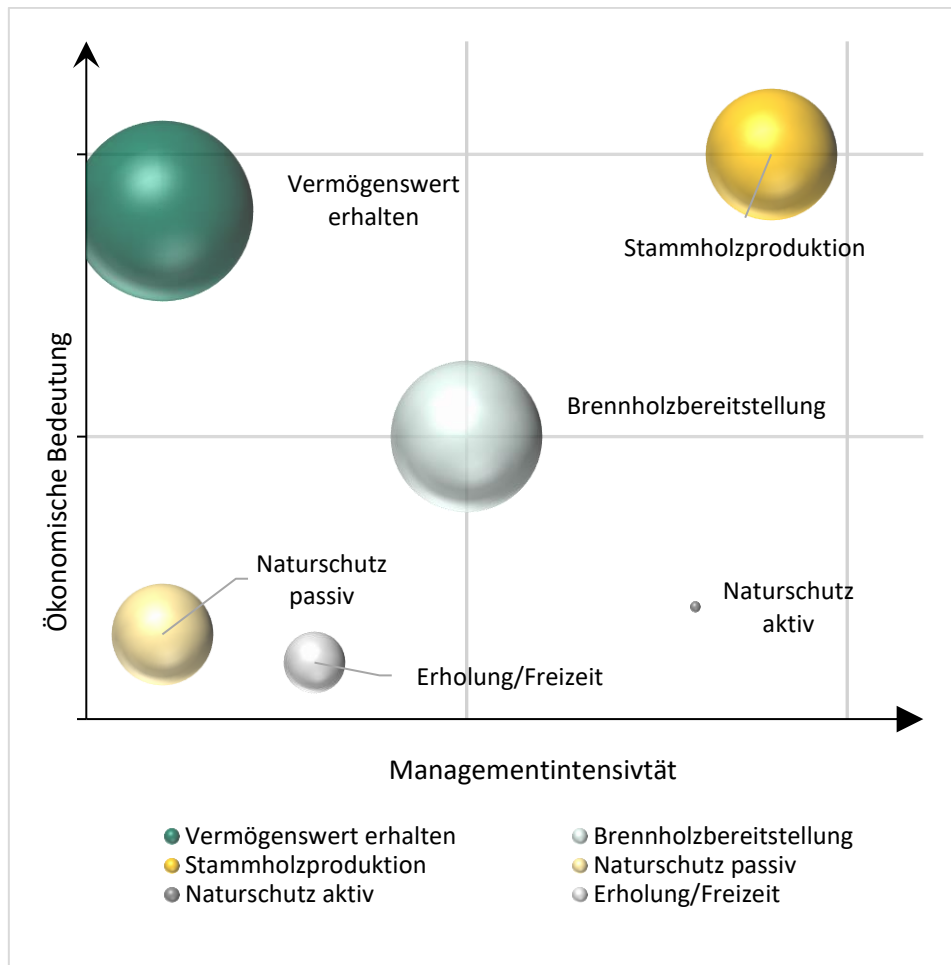 Vermögenswert
erhalten
Stammholzproduktion
Brennholzbereitstellung
Ökonomische Bedeutung
Naturschutz
passiv
Naturschutz
aktiv
Erholung/Freizeit
Managementintensivtät
Vermögenswert erhalten
Brennholzbereitstellung
Stammholzproduktion
Naturschutz passiv
Naturschutz aktiv
Erholung/Freizeit